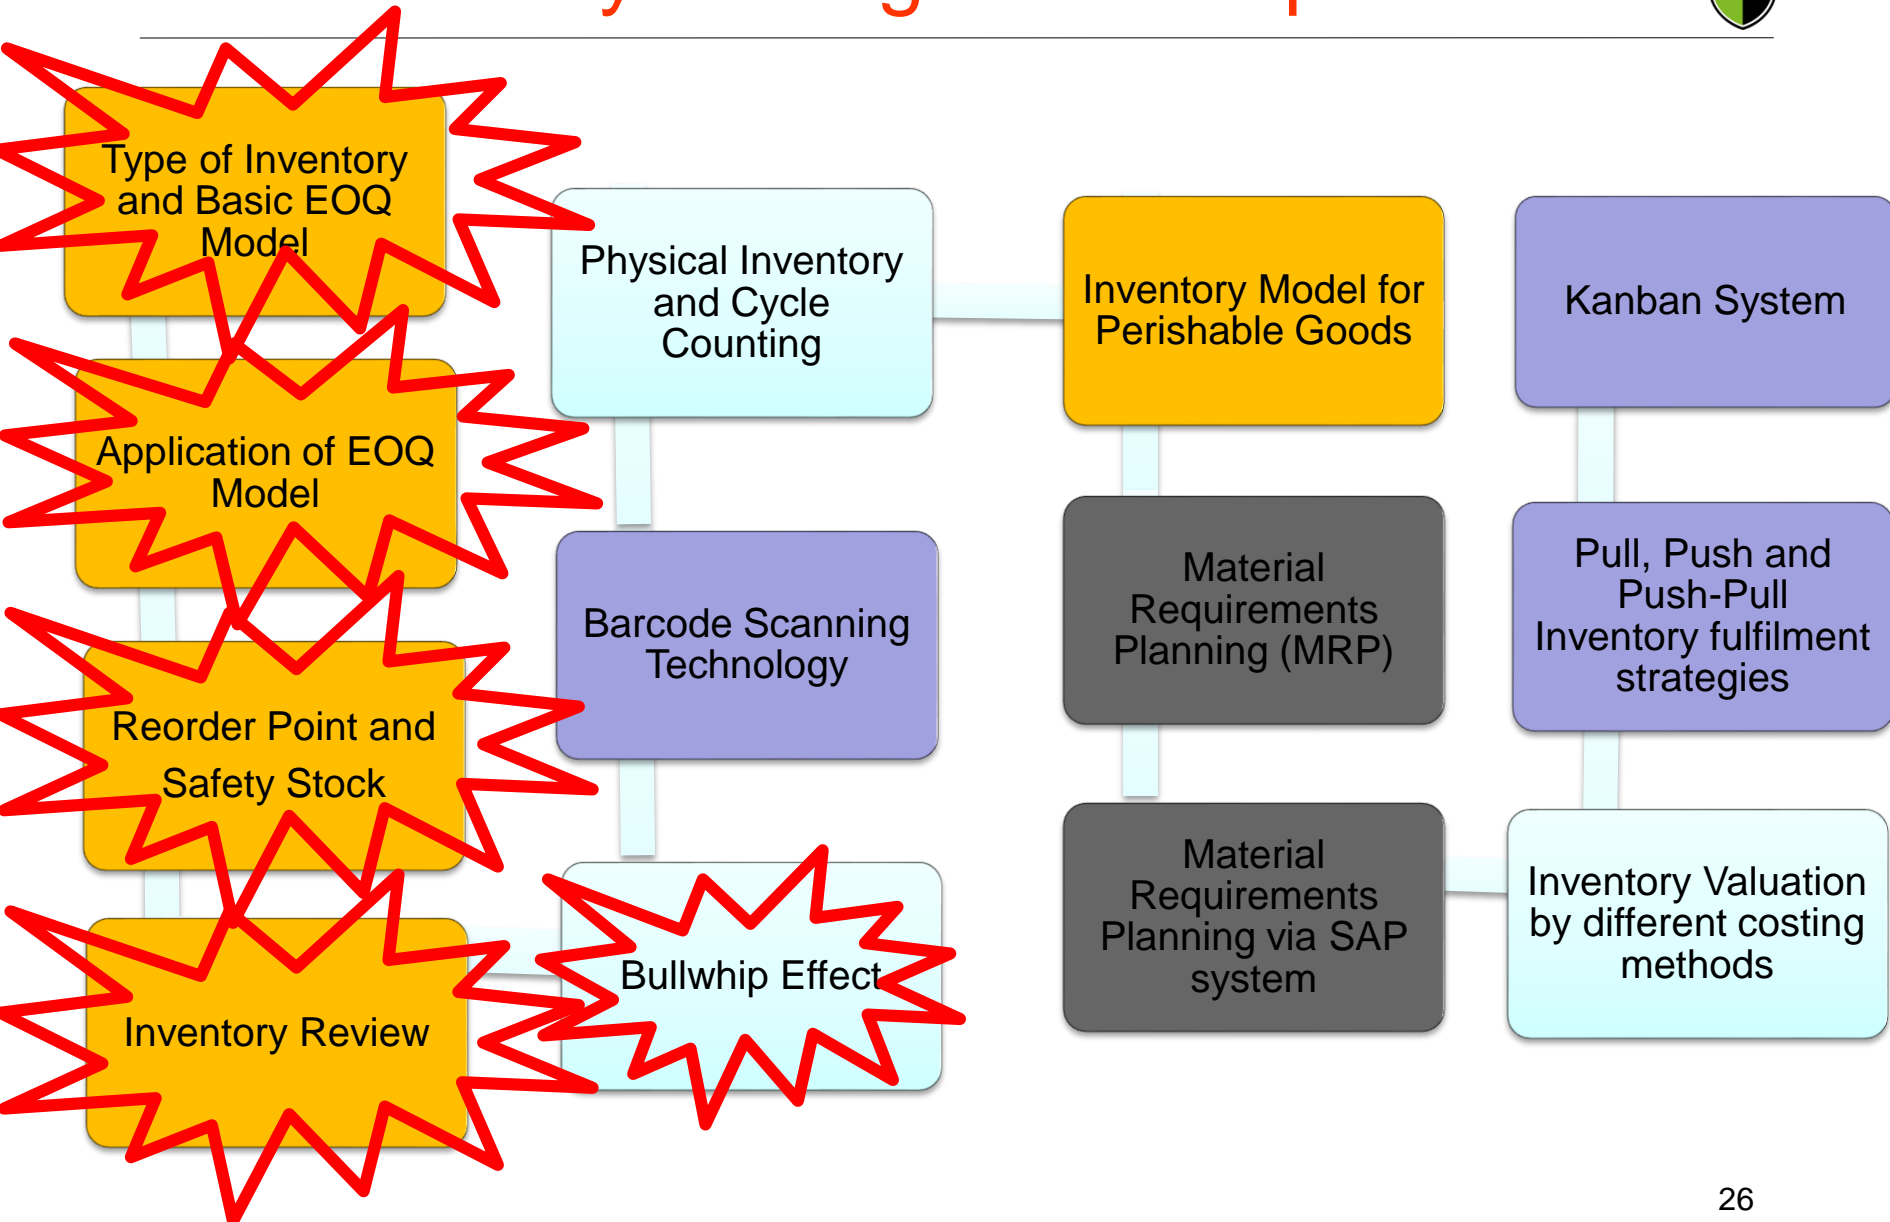 Type of Inventory
and Basic EOQ
Model
Application of EOQ
Model
Reorder Point and
Safety Stock
Inventory Review
Bullwhip Effect
Barcode Scanning
Technology
Physical Inventory
and Cycle
Counting
Inventory Model for
Perishable Goods
Material
Requirements
Planning (MRP)
Material
Requirements
Planning via SAP
system
Inventory Valuation
by different costing
methods
Pull, Push and
Push-Pull
Inventory fulfilment
strategies
Kanban System
26